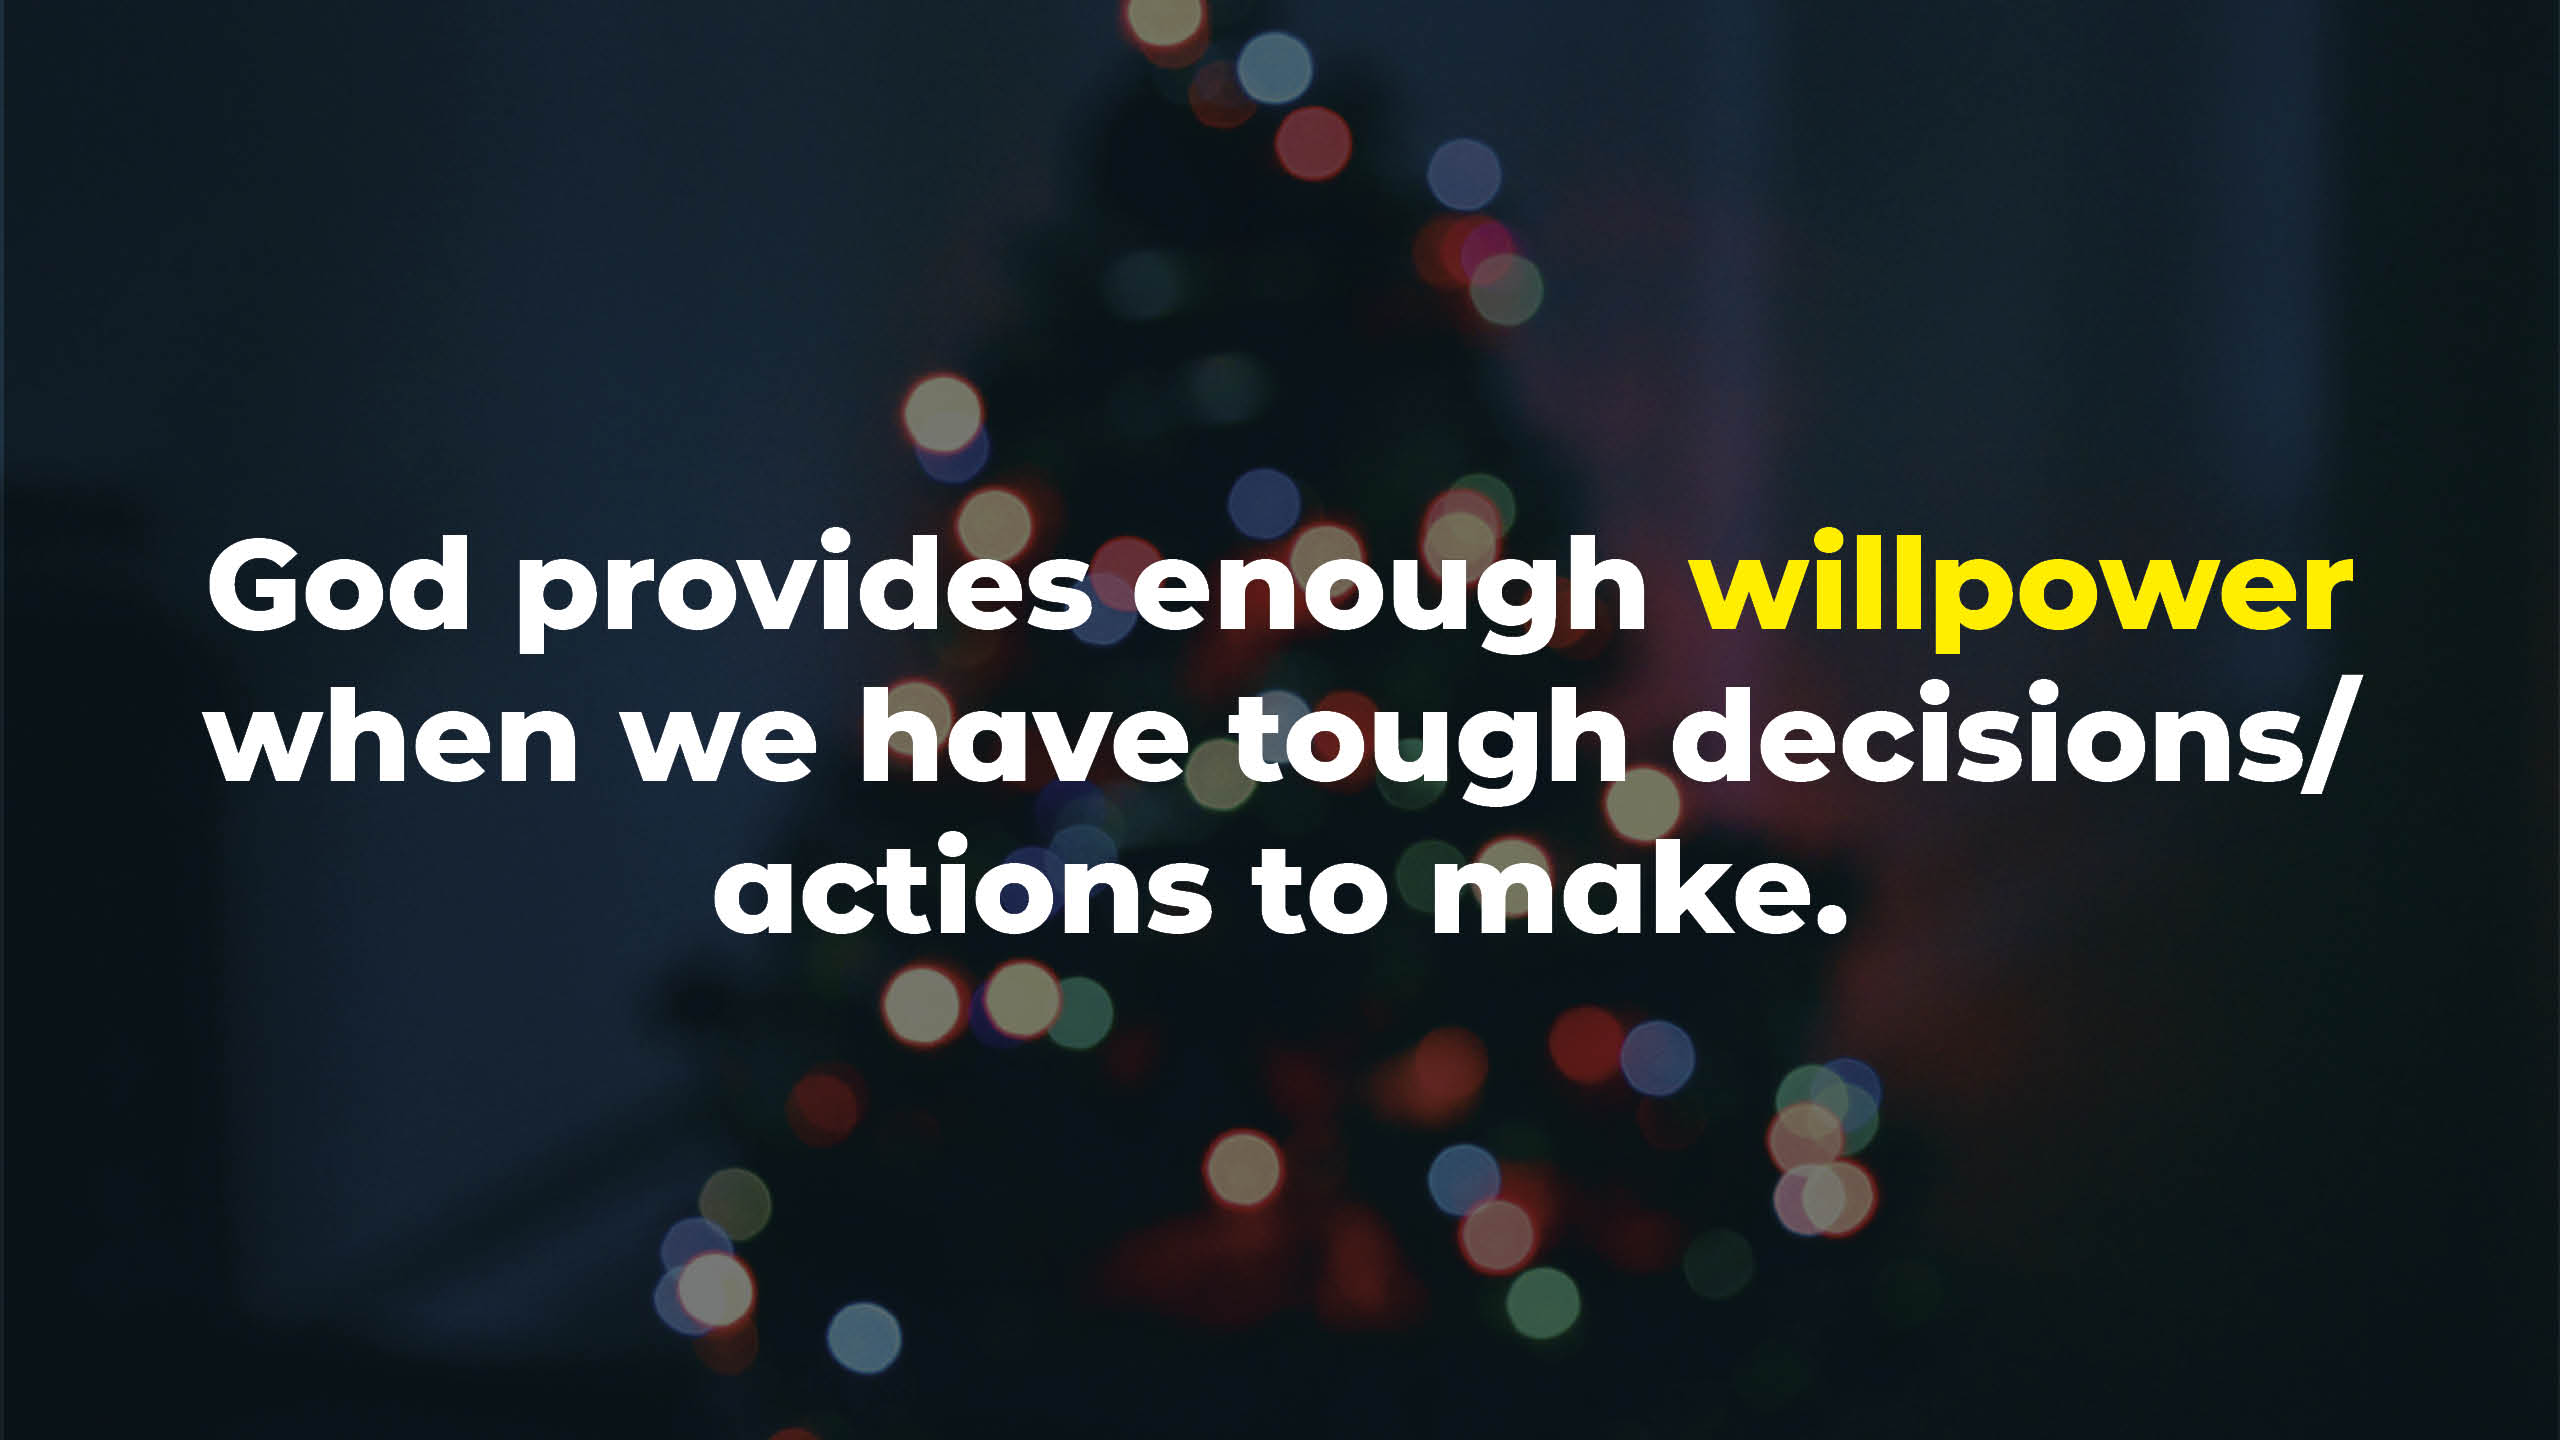 God provides enough willpower
when we have tough decisions/
actions to make.